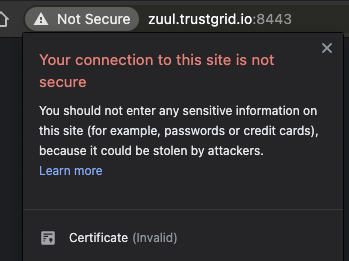 Not Secure zuul.trustgrid.io:8443
Your connection to this site is not
secure
You should not enter any sensitive information on
this site (for example, passwords or credit cards),
because it could be stolen by attackers.
Learn more
Certificate (Invalid)